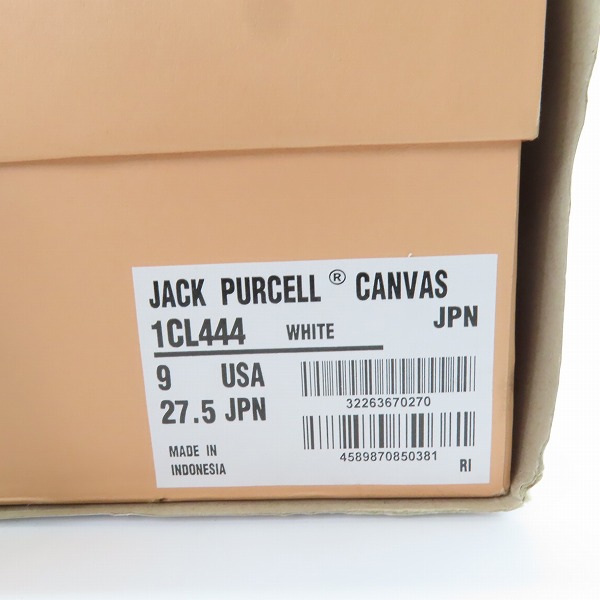 JACK PURCELL ® CANVAS
1CL444 WHITE JPN
9 USA
27.5 JPN
32263670270
4589870850381
MADE IN
INDONESIA
RI